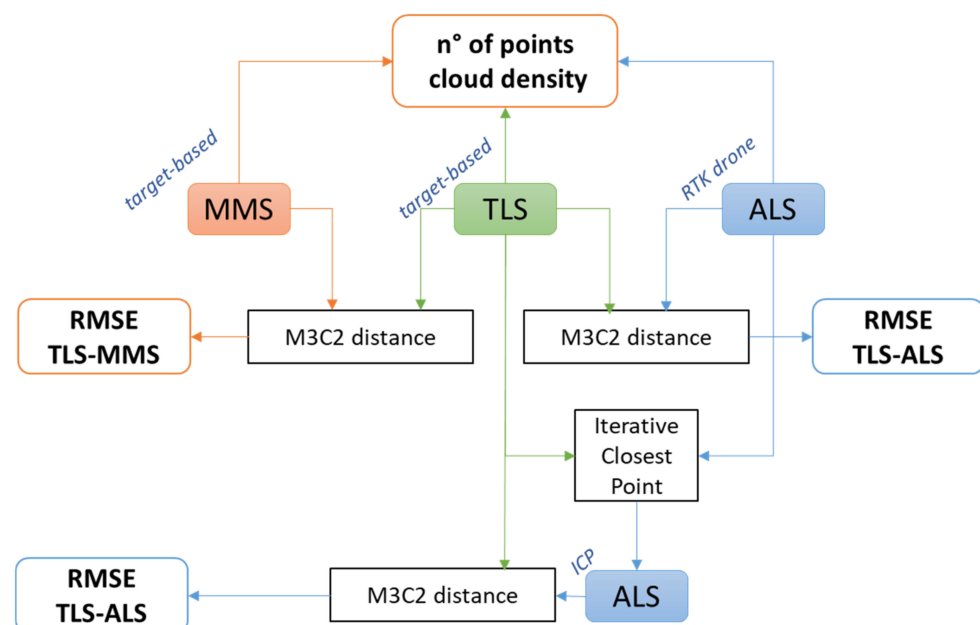 n° of points
cloud density
target-based
target-based
RTK drone
MMS
TLS
ALS
RMSE
TLS-MMS
M3C2 distance
M3C2 distance
RMSE
TLS-ALS
Iterative
Closest
Point
ICP
RMSE
TLS-ALS
M3C2 distance
ALS